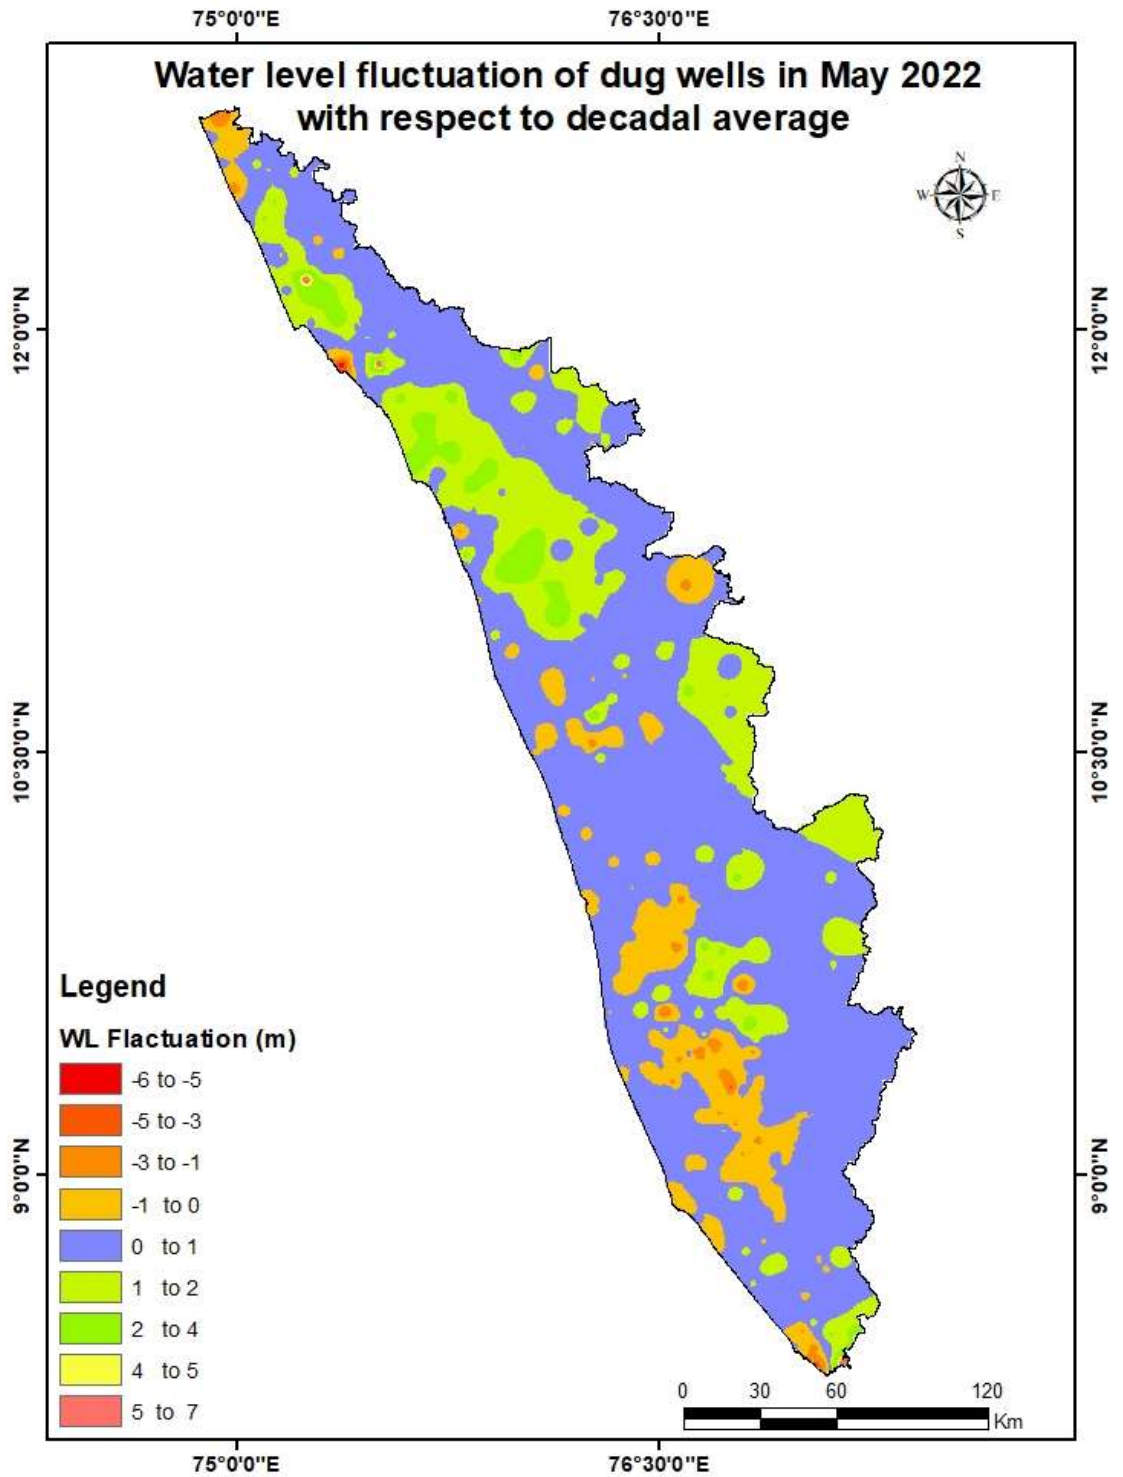 75°0'0"E 76°30'0"E
Water level fluctuation of dug wells in May 2022
with respect to decadal average
N
W E
S
12°0'0"N 12°0'0"N
10°30'0"N 10°30'0"N
Legend
WL Flactuation (m)
-6 to -5
-5 to -3
-3 to -1
-1 to 0
0 to 1
1 to 2
2 to 4
4 to 5
5 to 7
9°0'0"N 9°0'0"N
0 30 60 120
Km
75°0'0"E 76°30'0"E